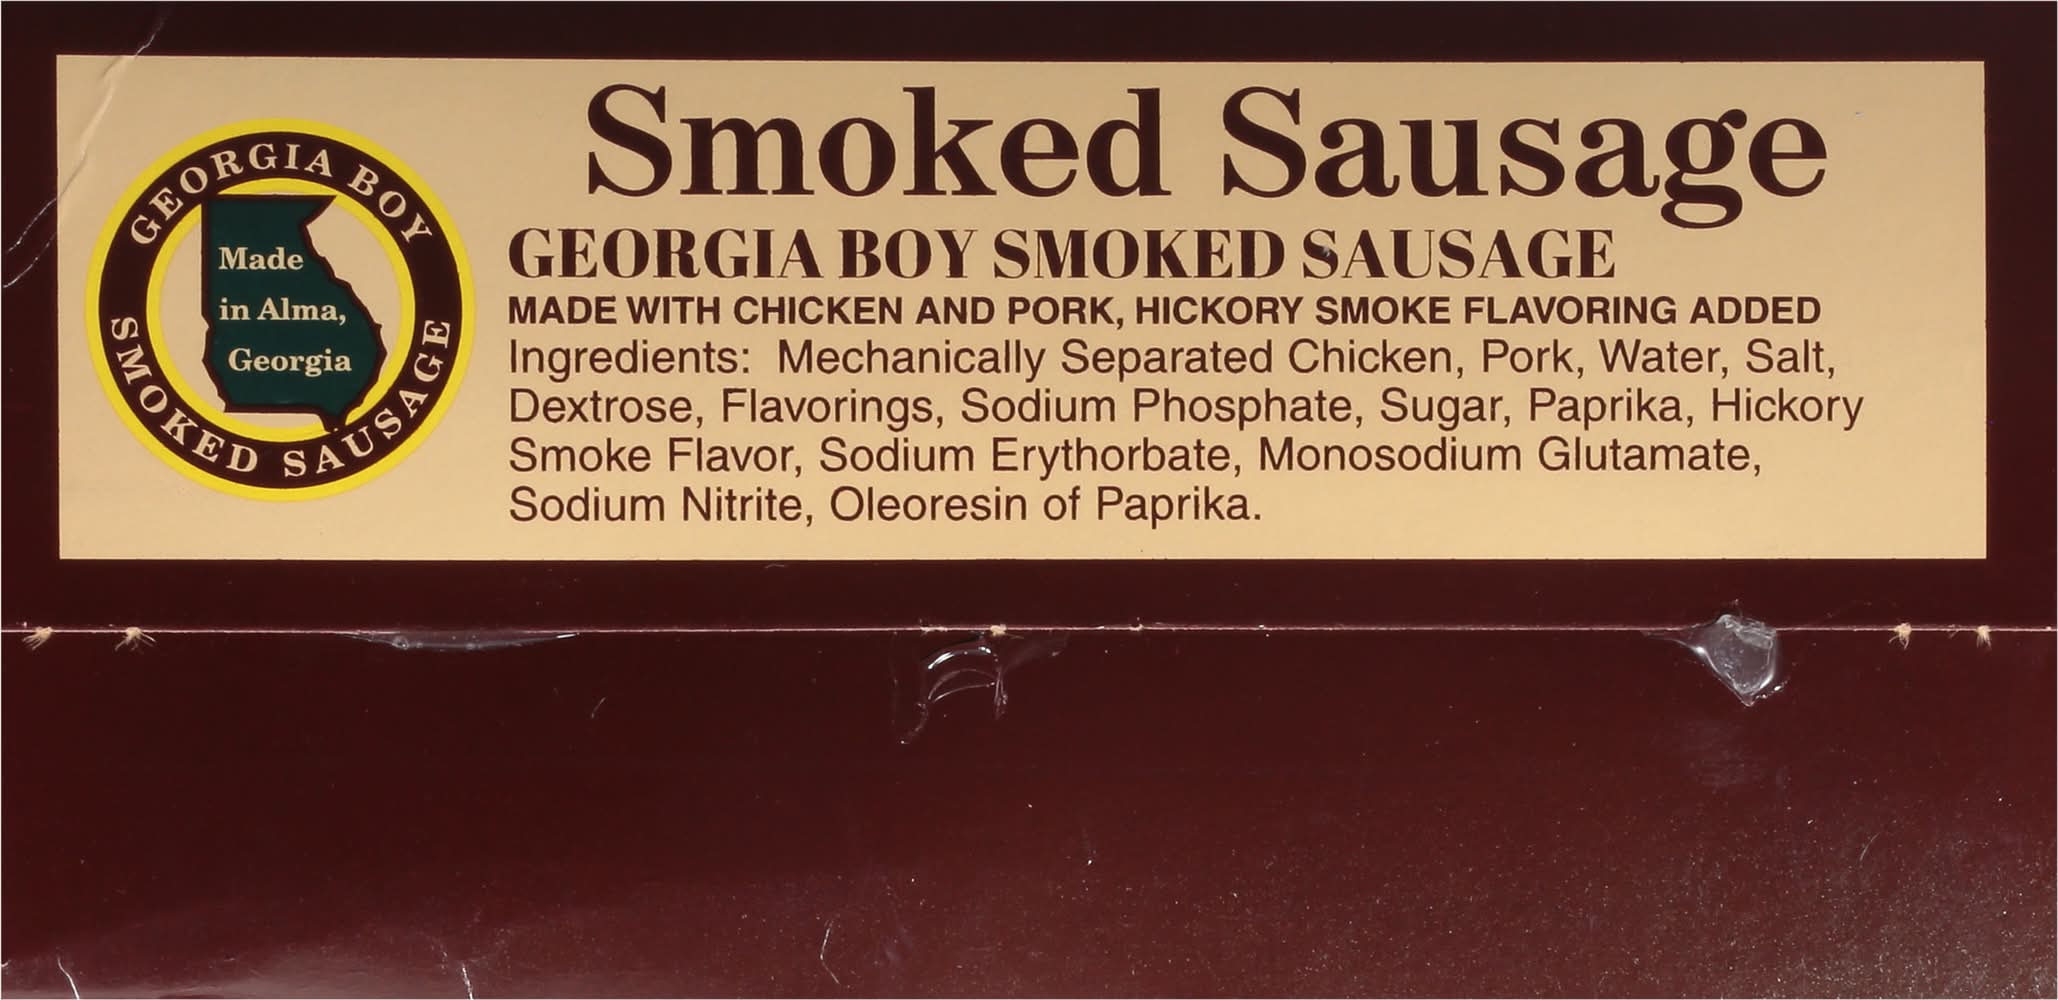 GEORGIA BOY
Made
in Alma,
Georgia
SMOKED SAUSAGE
Smoked Sausage
GEORGIA BOY SMOKED SAUSAGE
MADE WITH CHICKEN AND PORK, HICKORY SMOKE FLAVORING ADDED
Ingredients: Mechanically Separated Chicken, Pork, Water, Salt,
Dextrose, Flavorings, Sodium Phosphate, Sugar, Paprika, Hickory
Smoke Flavor, Sodium Erythorbate, Monosodium Glutamate,
Sodium Nitrite, Oleoresin of Paprika.